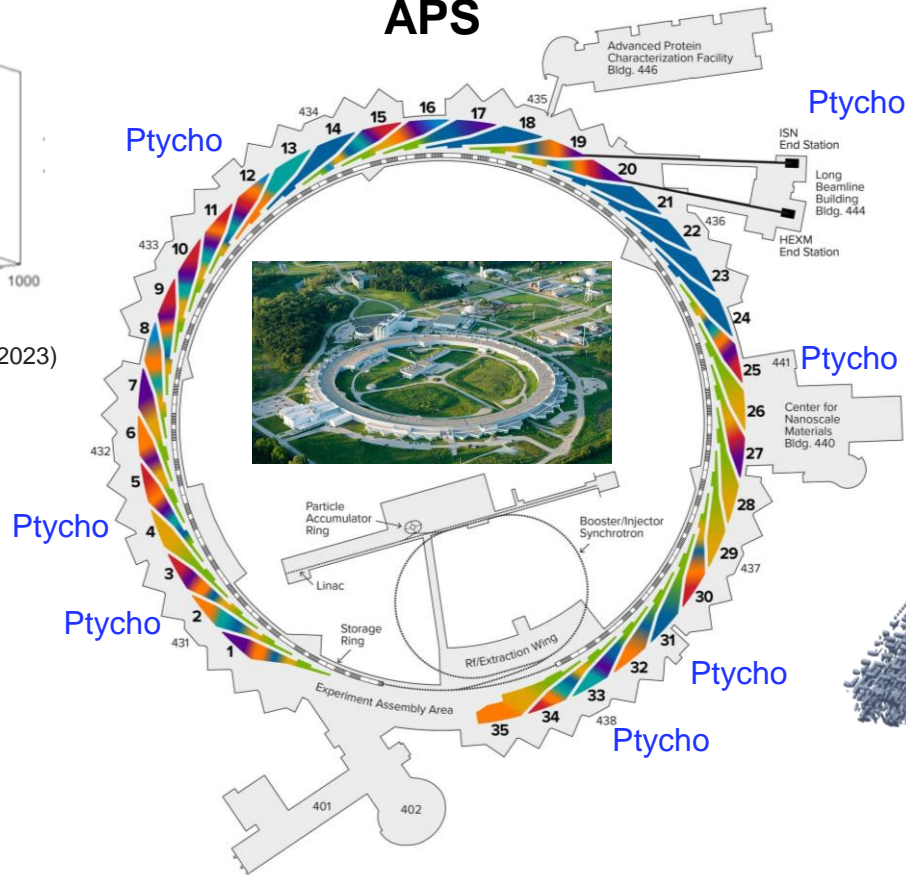 APS
Advanced Protein
Characterization Facility
Bldg. 446
Ptycho
ISN
End Station
Long
Beamline
Building
Bldg. 444
HEXM
End Station
Ptycho
434
435
16
17
18
19
20
15
14
13
12
11
10
9
8
7
6
5
4
3
2
1
21
22
23
24
25
26
27
28
29
30
31
32
33
34
35
436
433
1000
2023)
441
Ptycho
Center for
Nanoscale
Materials
Bldg. 440
432
Particle
Accumulator
Ring
Booster/Injector
Synchrotron
Linac
Ptycho
437
Ptycho
431
Storage
Ring
Rf/Extraction Wing
Experiment Assembly Area
Ptycho
438
Ptycho
401
402